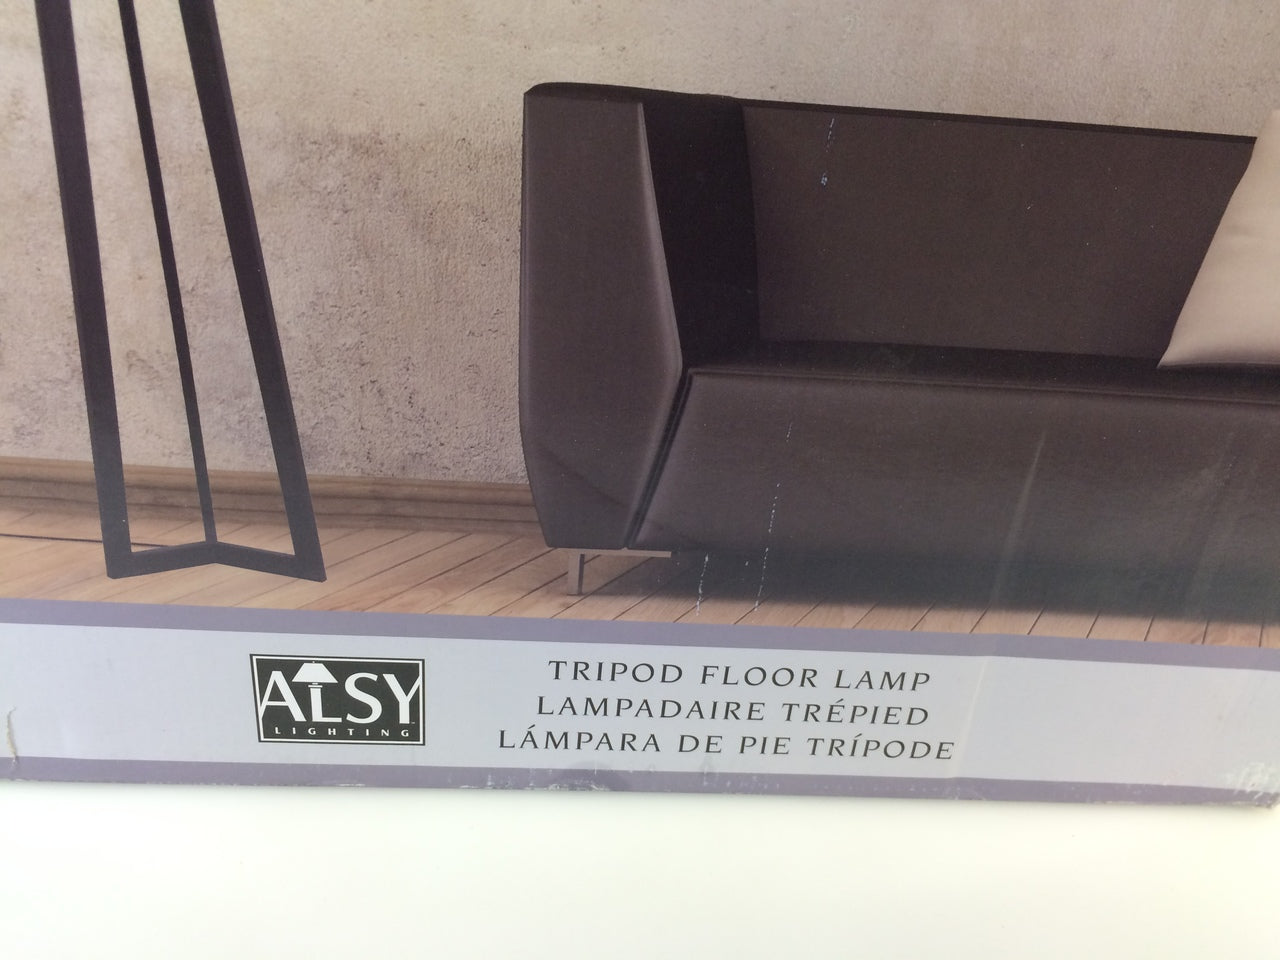 ALSY
LIGHTING
TRIPOD FLOOR LAMP
LAMPADAIRE TRÉPIED
LÁMPARA DE PIE TRÍPODE